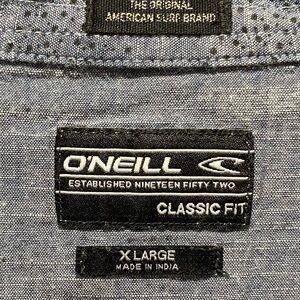 THE ORIGINAL
AMERICAN SURF BRAND
O'NEILL
ESTABLISHED NINETEEN FIFTY TWO
CLASSIC FIT
X LARGE
MADE IN INDIA